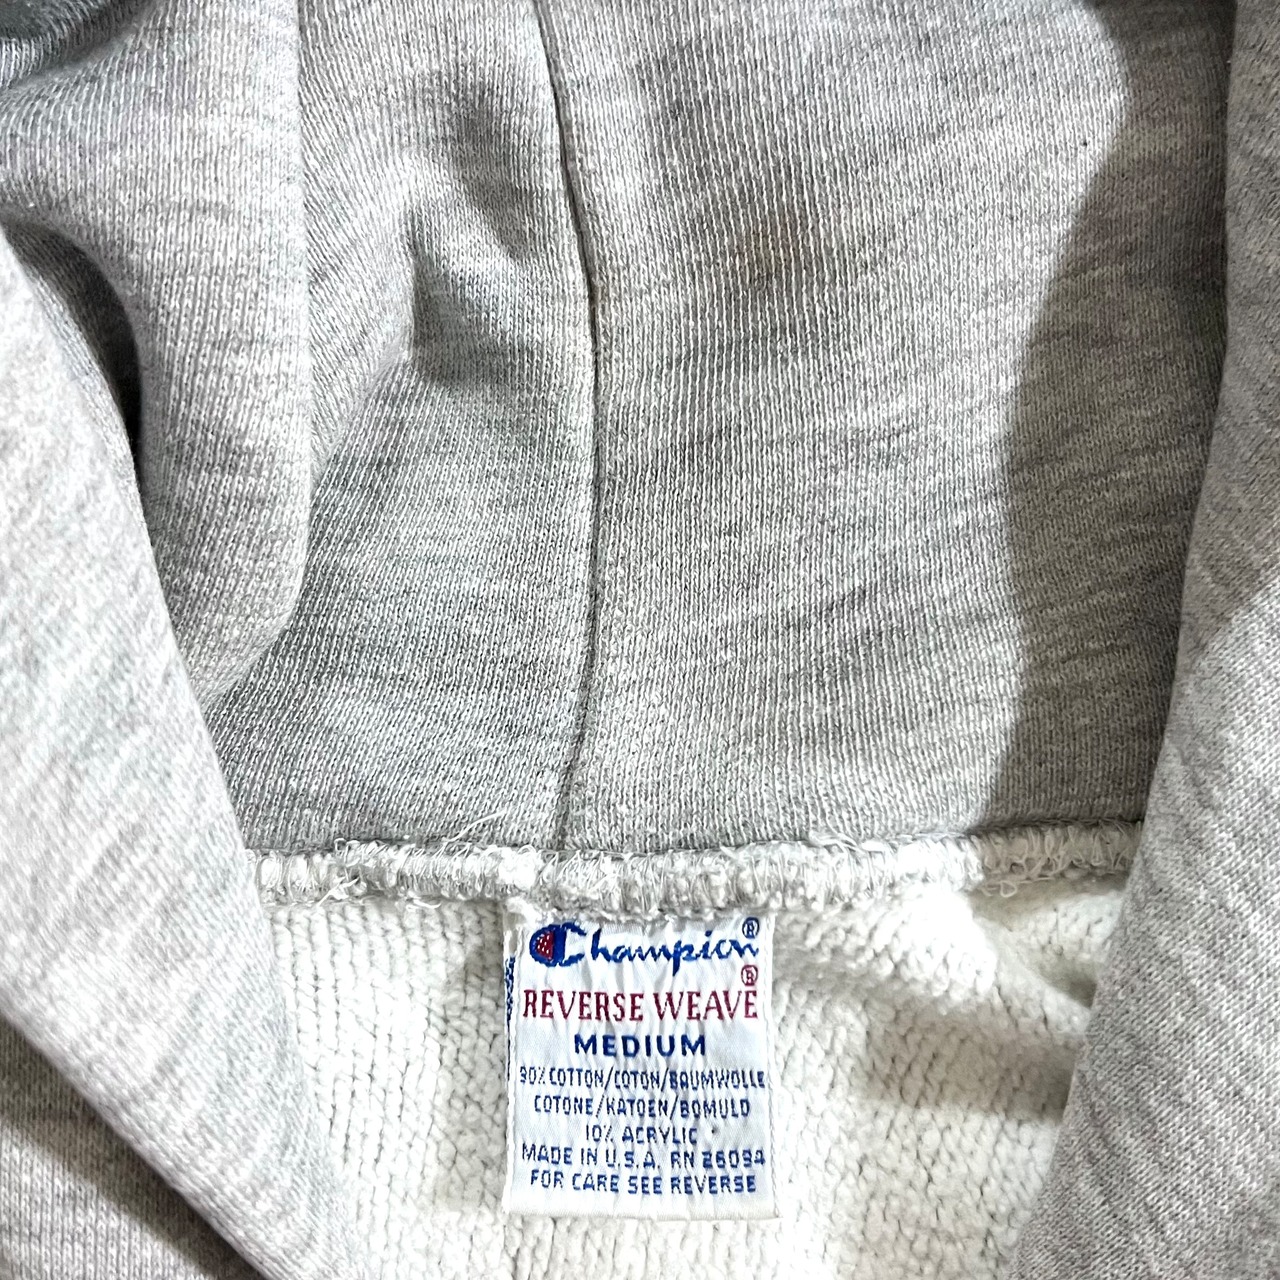 Champion®
®
REVERSE WEAVE
MEDIUM
90% COTTON/COTON/BAUMWOLLE
COTONE/KATOEN/BOMULD
10% ACRYLIC
MADE IN U.S.A. RN 26094
FOR CARE SEE REVERSE